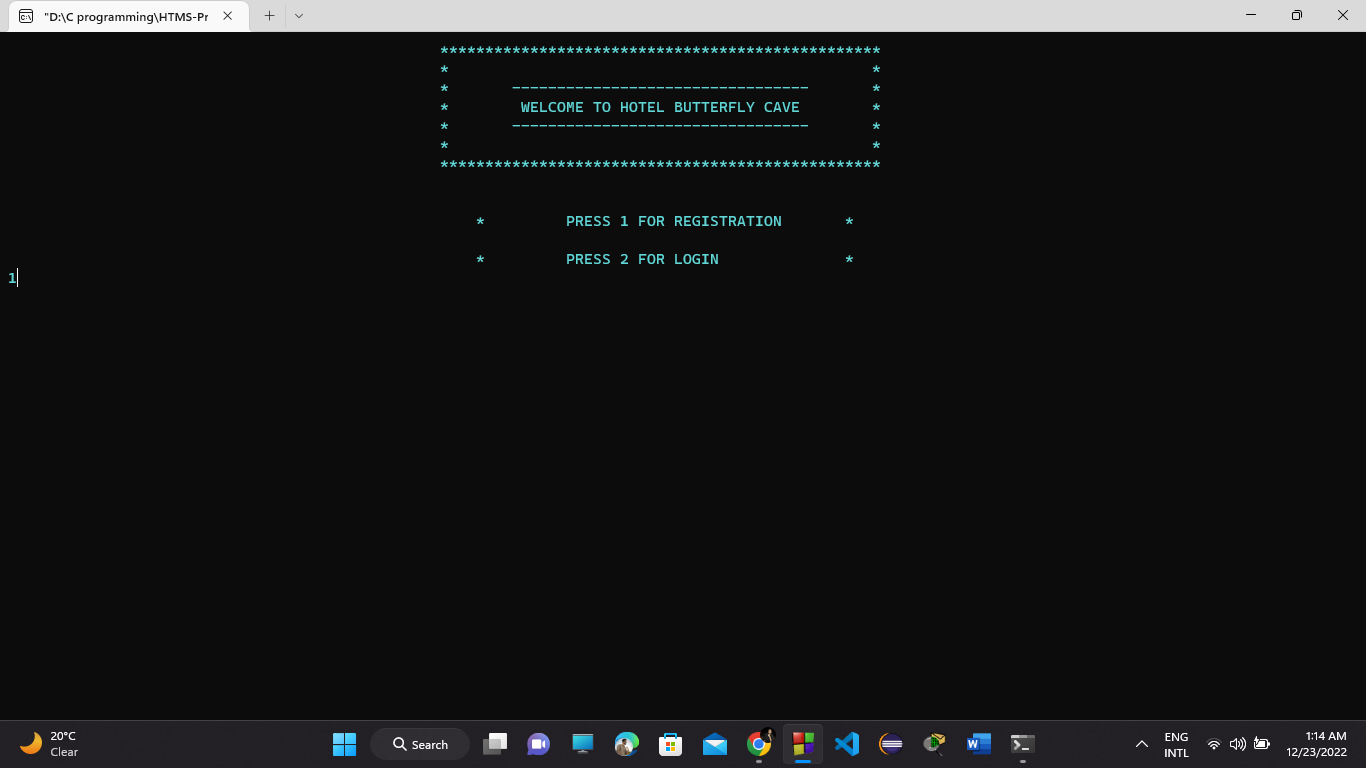 "D:\C programming\HTMS-Pr
*************************************************
* *
* --------------------------------- *
* WELCOME TO HOTEL BUTTERFLY CAVE *
* --------------------------------- *
* *
*************************************************
* PRESS 1 FOR REGISTRATION *
* PRESS 2 FOR LOGIN *
1
20°C
Clear
Search
ENG
INTL
1:14 AM
12/23/2022